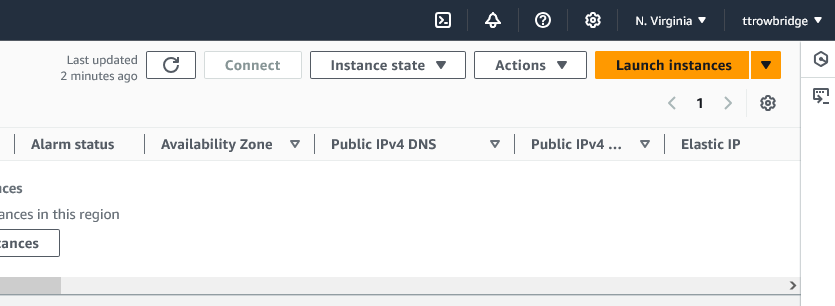 N. Virginia ttrowbridge
Last updated
2 minutes ago
Connect Instance state Actions Launch instances
1
Alarm status Availability Zone Public IPv4 DNS Public IPv4 ... Elastic IP
nces
ances in this region
tances